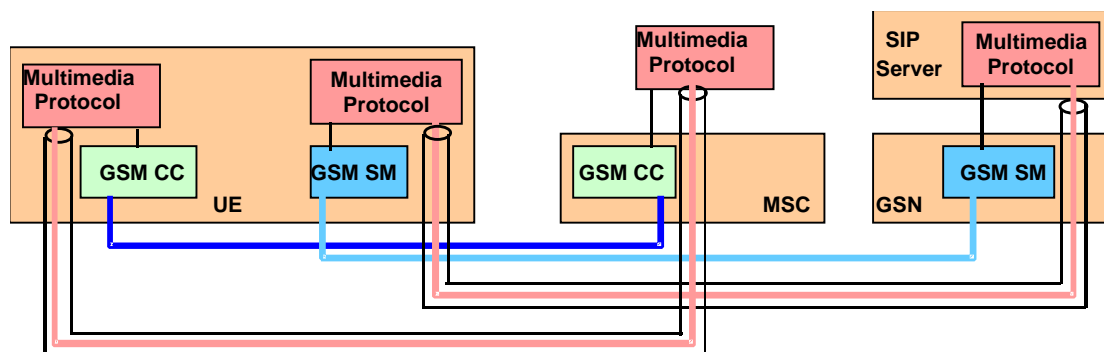 Multimedia
Protocol
Multimedia
Protocol
GSM CC
GSM SM
UE
Multimedia
Protocol
GSM CC
MSC
SIP
Server
Multimedia
Protocol
GSM SM
GSN